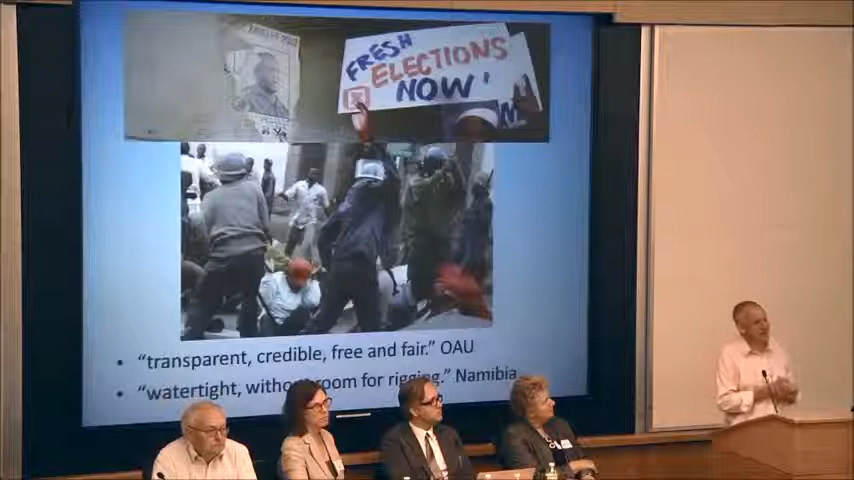 FRESH
ELECTIONS
NOW'
• "transparent, credible, free and fair." OAU
• "watertight, without room for rigging." Namibia